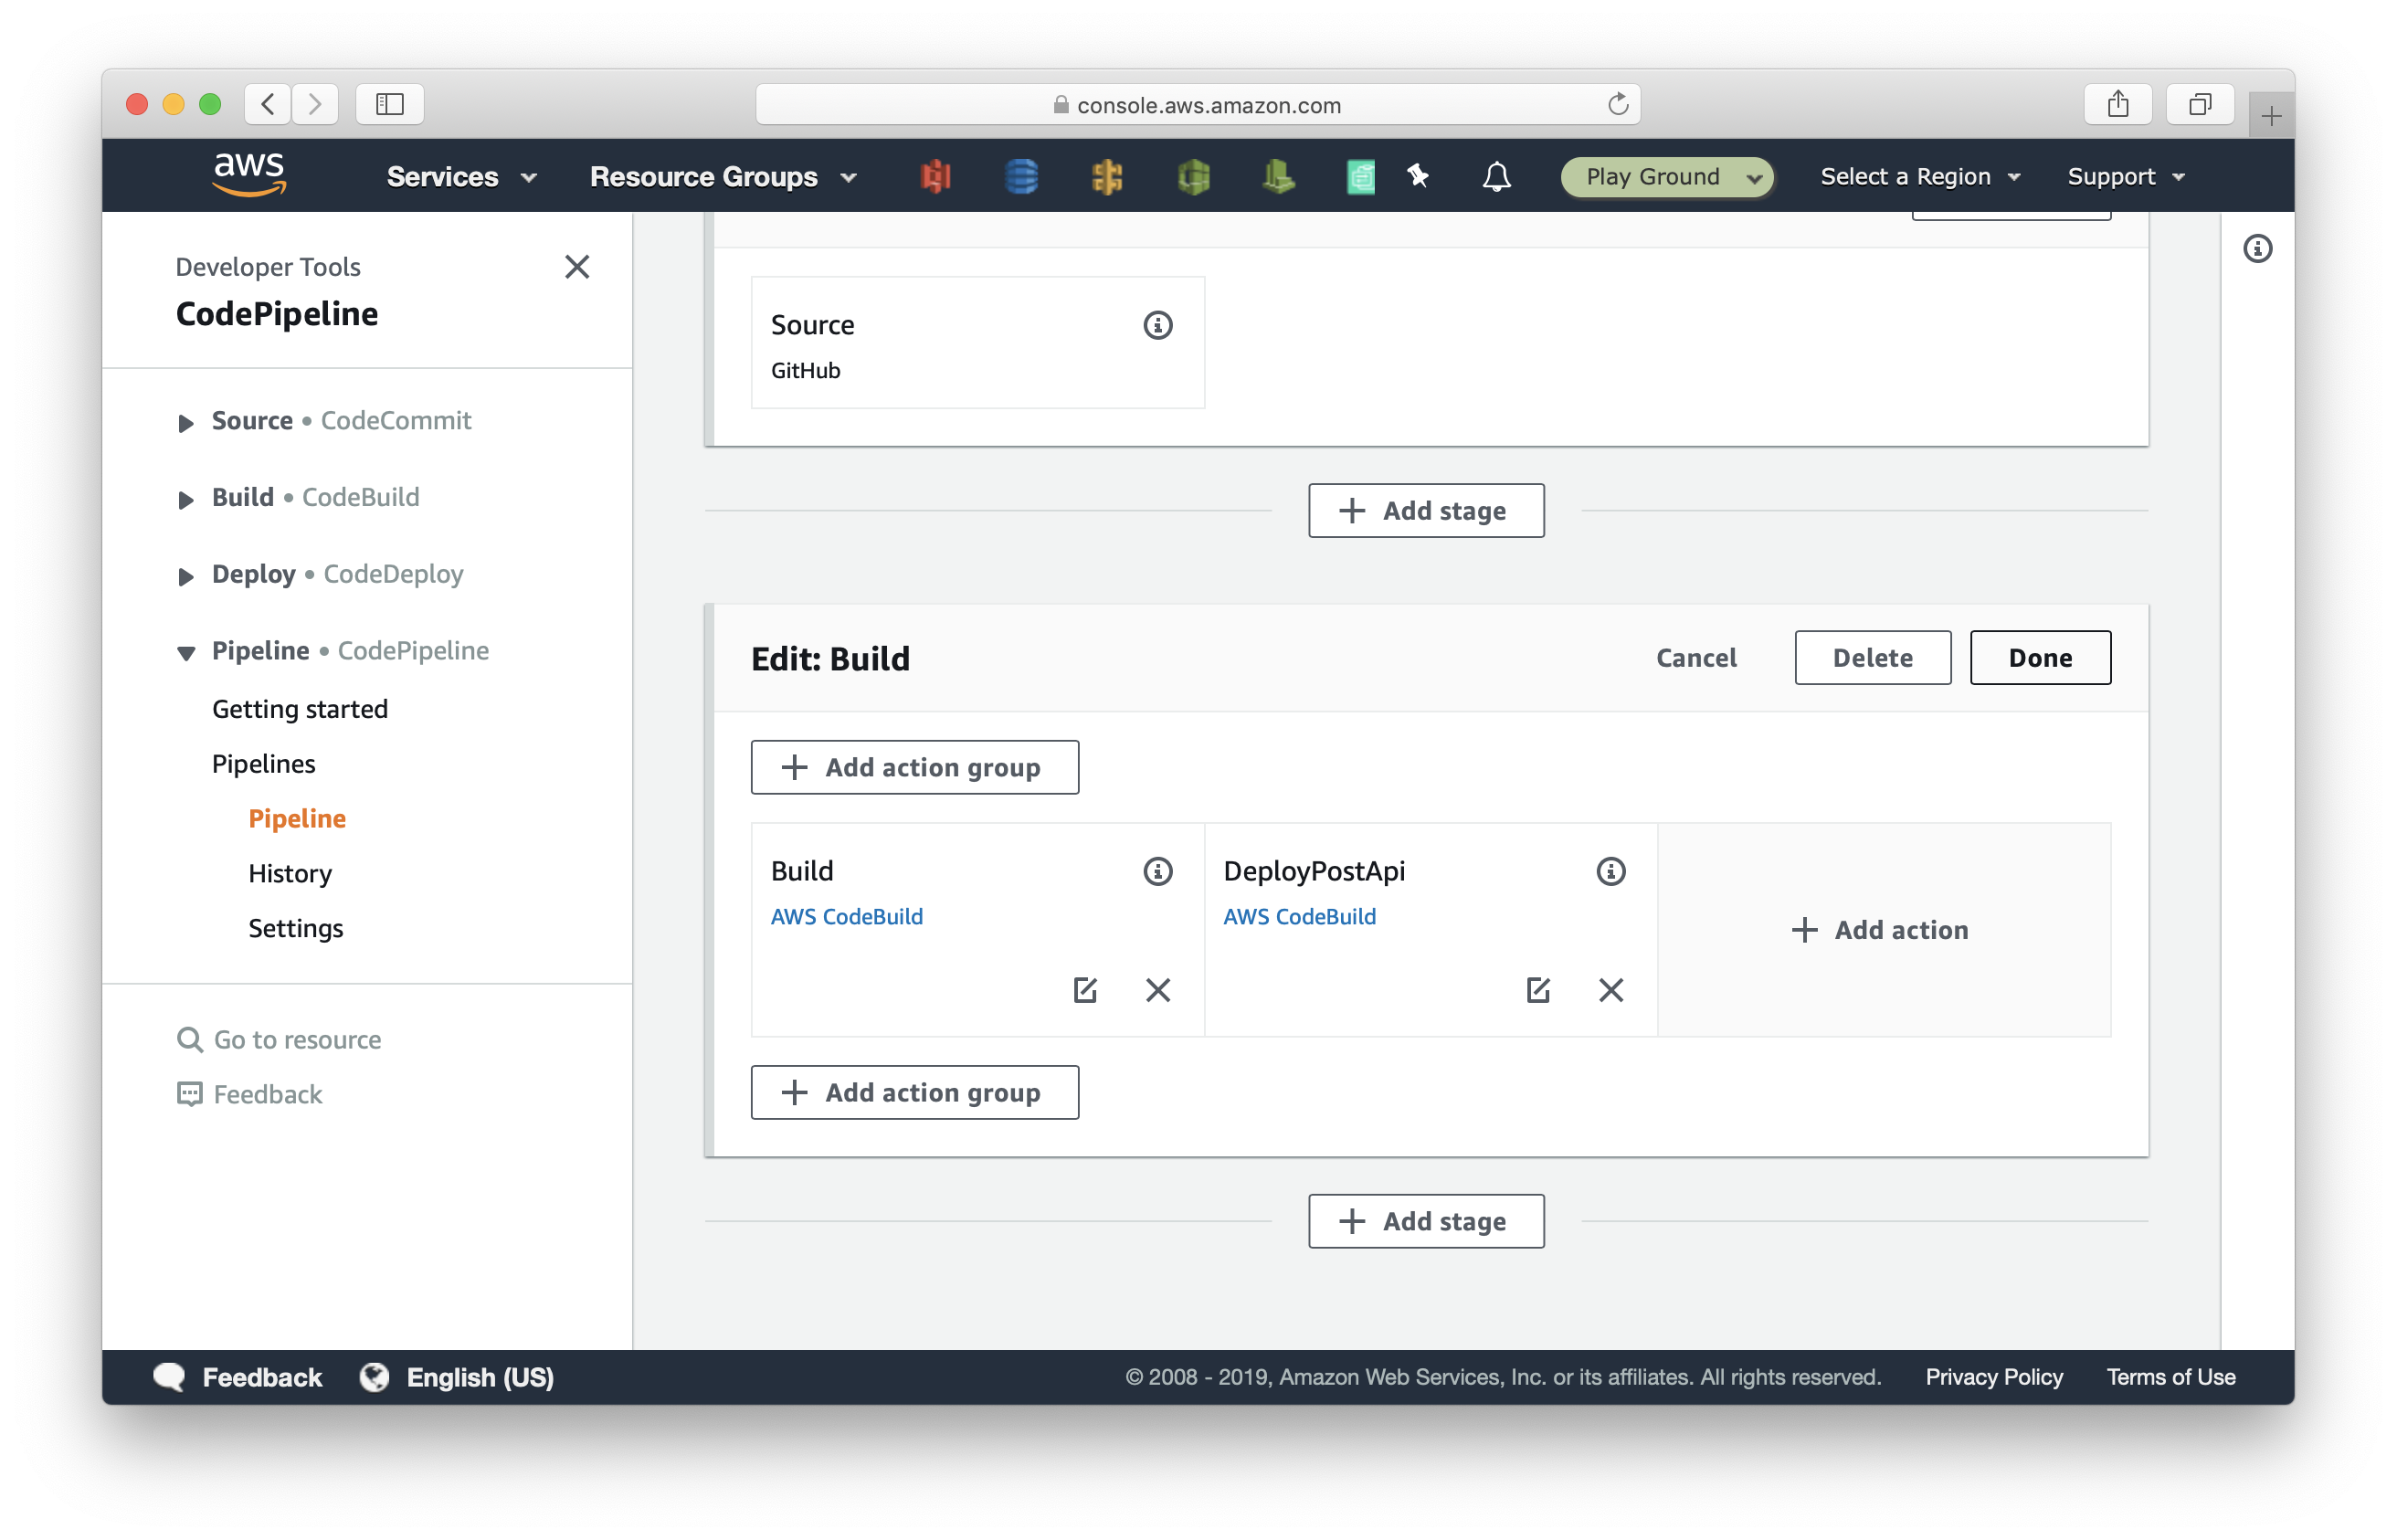 console.aws.amazon.com
aws
Services
Resource Groups
Play Ground
Select a Region
Support
Developer Tools
CodePipeline
Source • CodeCommit
Build • CodeBuild
Deploy • CodeDeploy
Pipeline • CodePipeline
Getting started
Pipelines
Pipeline
History
Settings
Go to resource
Feedback
Source
GitHub
Add stage
Edit: Build
Cancel
Delete
Done
Add action group
Build
AWS CodeBuild
DeployPostApi
AWS CodeBuild
Add action
Add action group
Add stage
Feedback
English (US)
© 2008 - 2019, Amazon Web Services, Inc. or its affiliates. All rights reserved.
Privacy Policy
Terms of Use